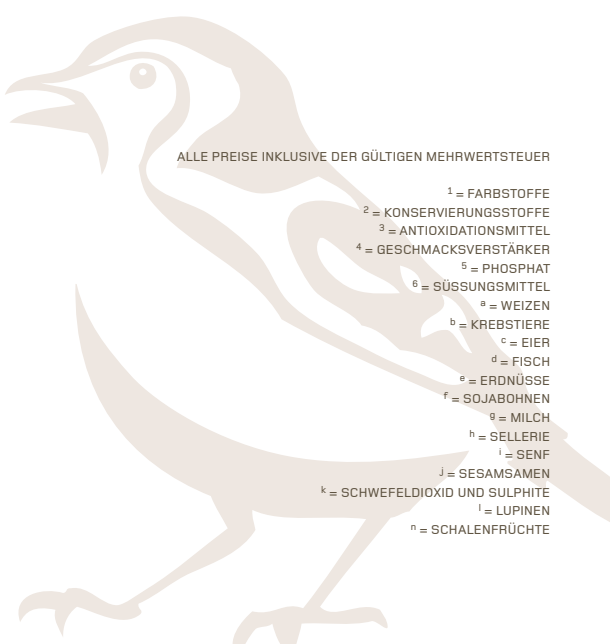 ALLE PREISE INKLUSIVE DER GÜLTIGEN MEHRWERTSTEUER
1 = FARBSTOFFE
2 = KONSERVIERUNGSSTOFFE
3 = ANTIOXIDATIONSMITTEL
4 = GESCHMACKSVERSTÄRKER
5 = PHOSPHAT
6 = SÜSSUNGSMITTEL
a = WEIZEN
b = KREBSTIERE
c = EIER
d = FISCH
e = ERDNÜSSE
f = SOJABOHNEN
g = MILCH
h = SELLERIE
i = SENF
j = SESAMSAMEN
k = SCHWEFELDIOXID UND SULPHITE
l = LUPINEN
n = SCHALENFRÜCHTE